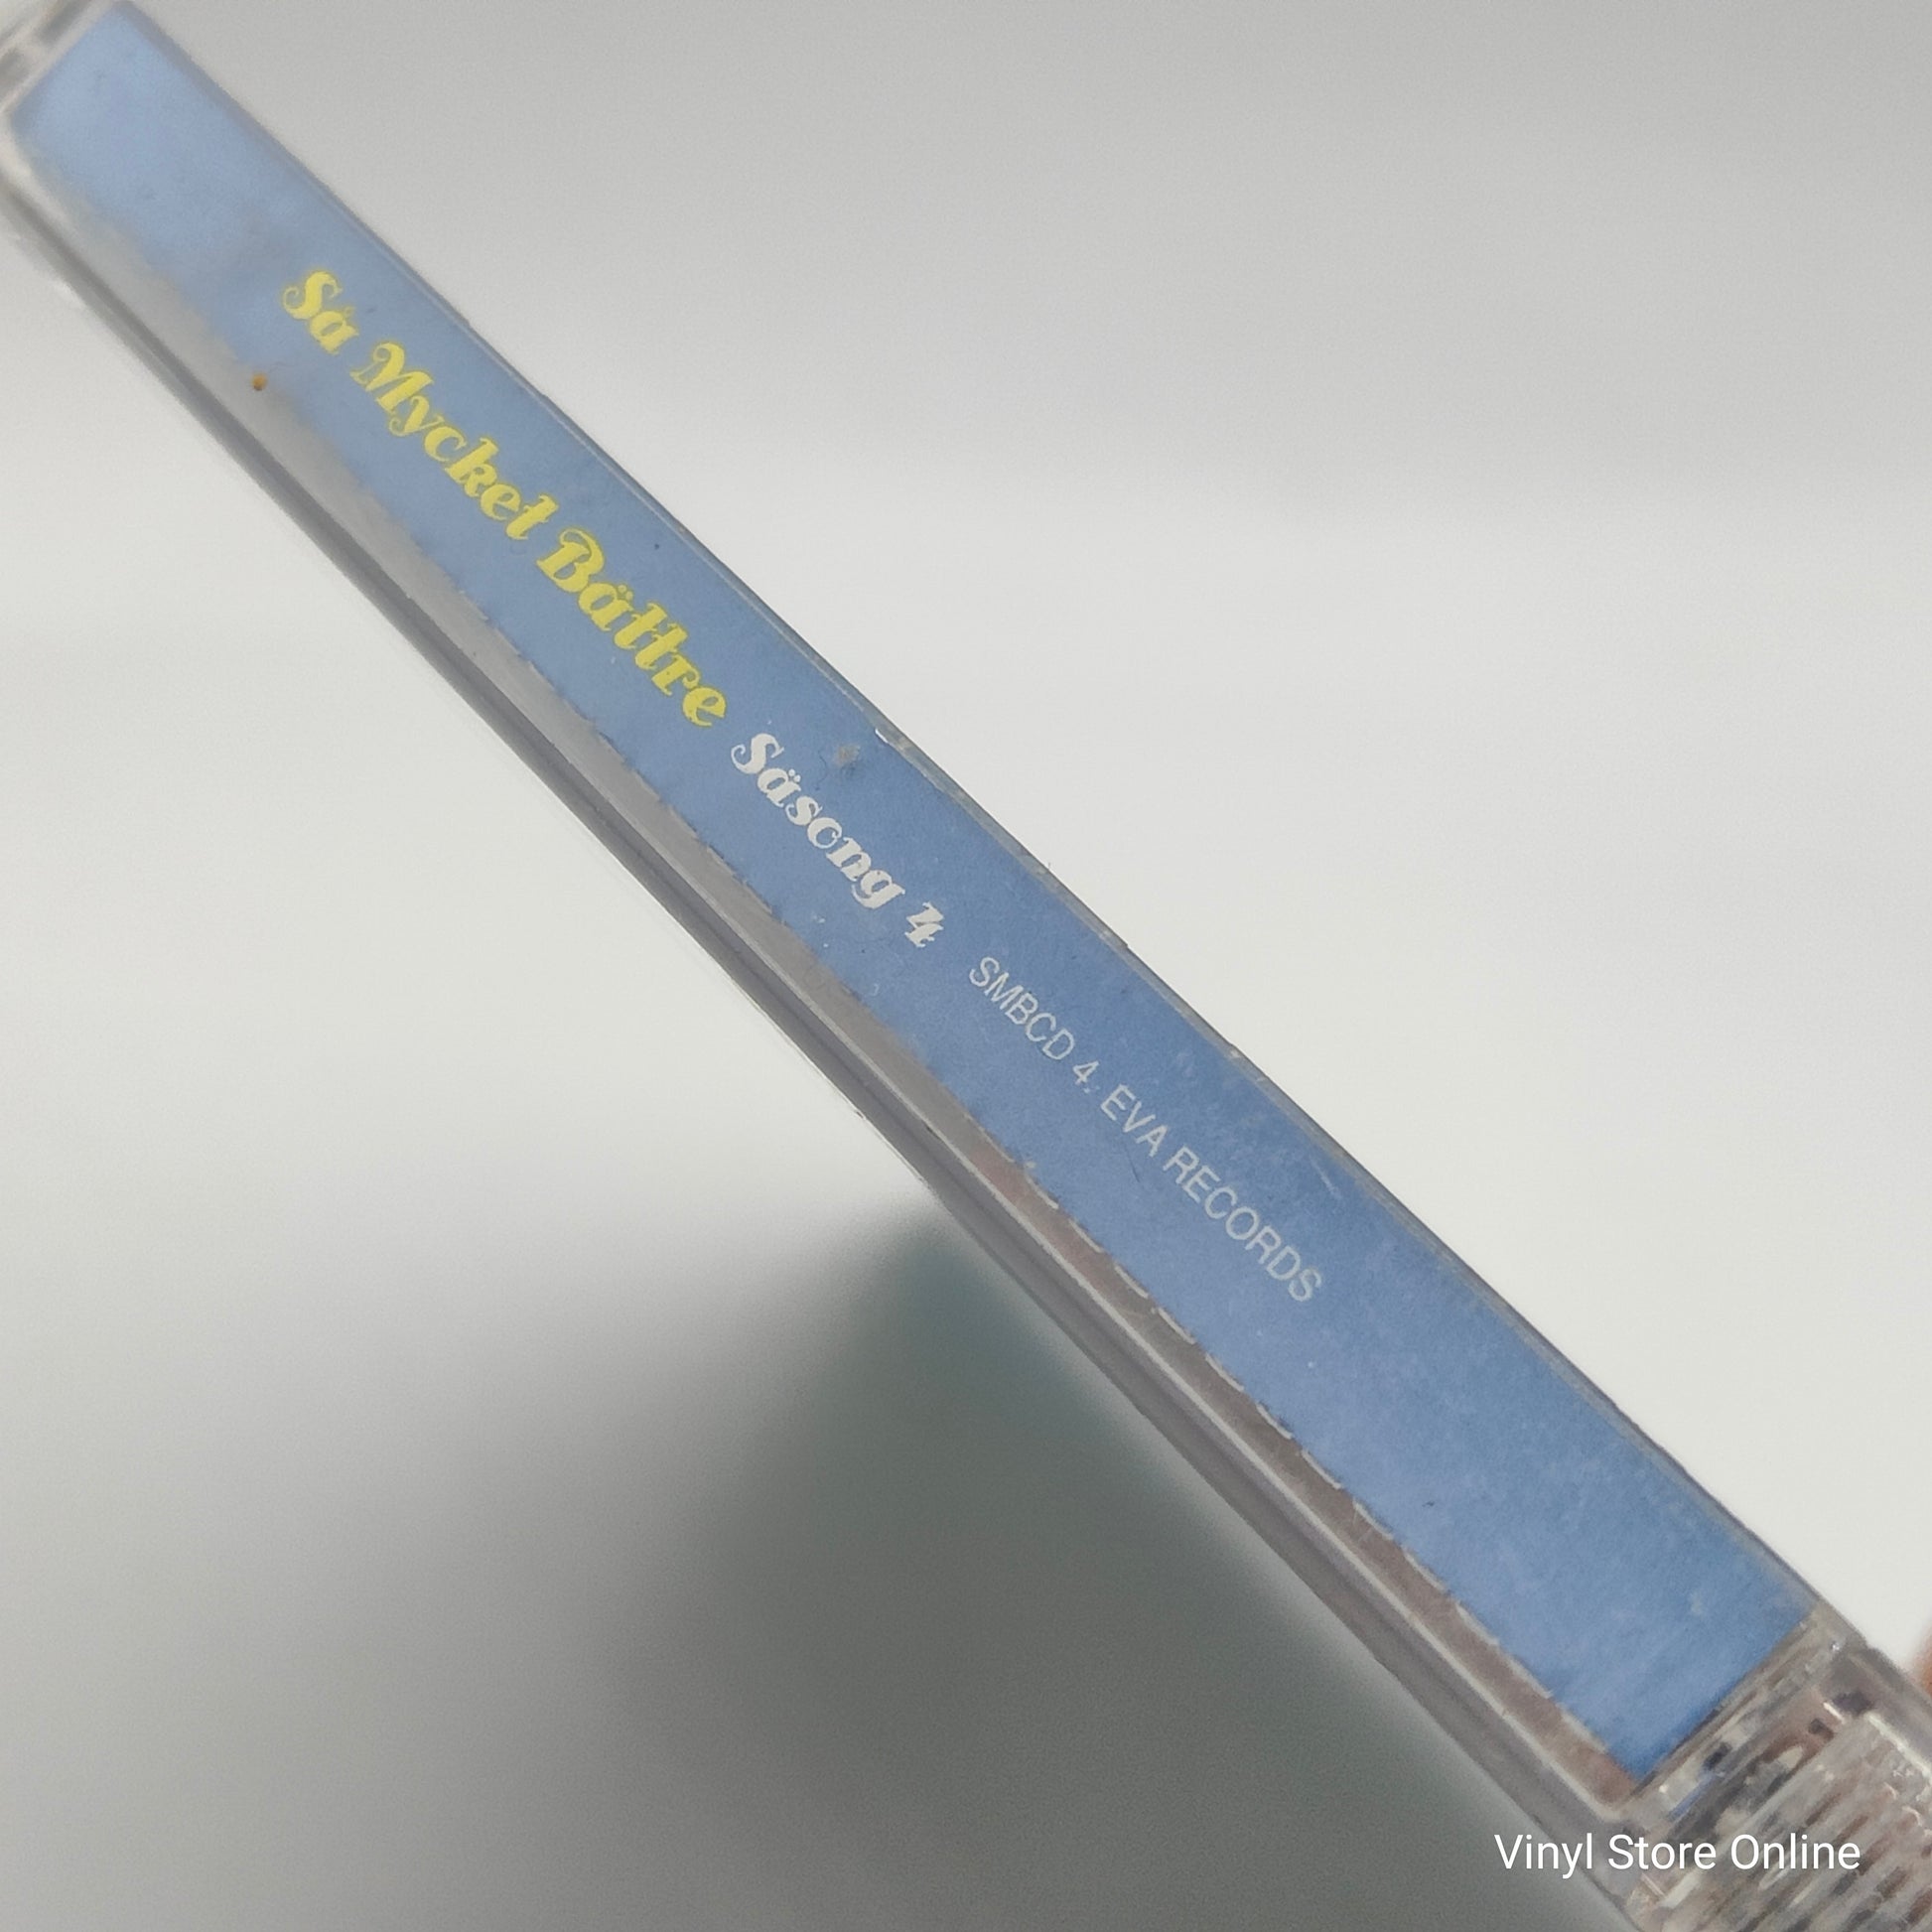 Så Mycket Bättre Säsong 4 SMBCD 4. EVA RECORDS
Vinyl Store Online